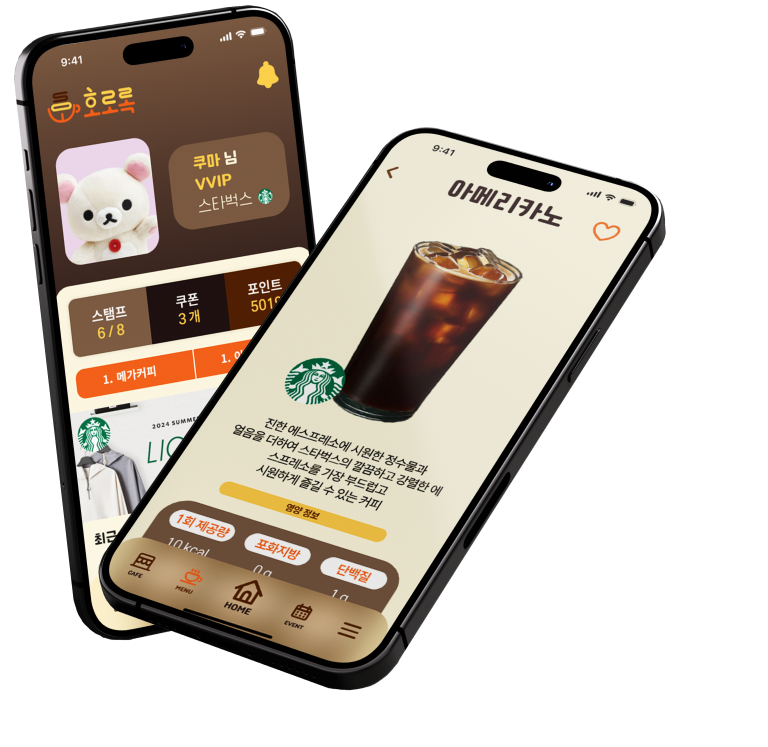 9:41
호로록
쿠마 님
VVIP
스타벅스
스탬프
6 / 8
쿠폰
3 개
포인트
501
1. 메가커피
1.
2024 SUMME
LIO
최근
9:41
아메리카노
진한 에스프레소에 시원한 정수물과
얼음을 더하여 스타벅스의 깔끔하고 강렬한 에
스프레소를 가장 부드럽고
시원하게 즐길 수 있는 커피
영양 정보
1회 제공량
포화지방
단백질
10 kcal
0 g
1 g
CAFE
MENU
HOME
EVENT